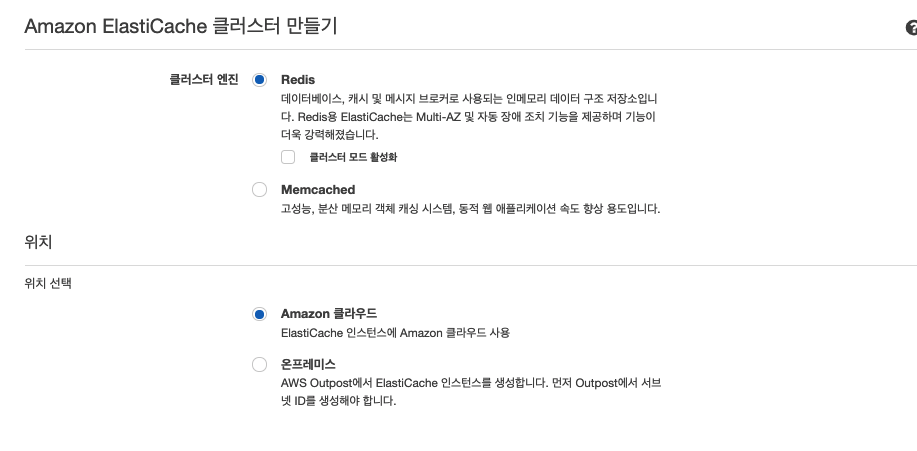 Amazon ElastiCache 클러스터 만들기
클러스터 엔진
Redis
데이터베이스, 캐시 및 메시지 브로커로 사용되는 인메모리 데이터 구조 저장소입니
다. Redis용 ElastiCache는 Multi-AZ 및 자동 장애 조치 기능을 제공하며 기능이
더욱 강력해졌습니다.
클러스터 모드 활성화
Memcached
고성능, 분산 메모리 객체 캐싱 시스템, 동적 웹 애플리케이션 속도 향상 용도입니다.
위치
위치 선택
Amazon 클라우드
ElastiCache 인스턴스에 Amazon 클라우드 사용
온프레미스
AWS Outpost에서 ElastiCache 인스턴스를 생성합니다. 먼저 Outpost에서 서브
넷 ID를 생성해야 합니다.